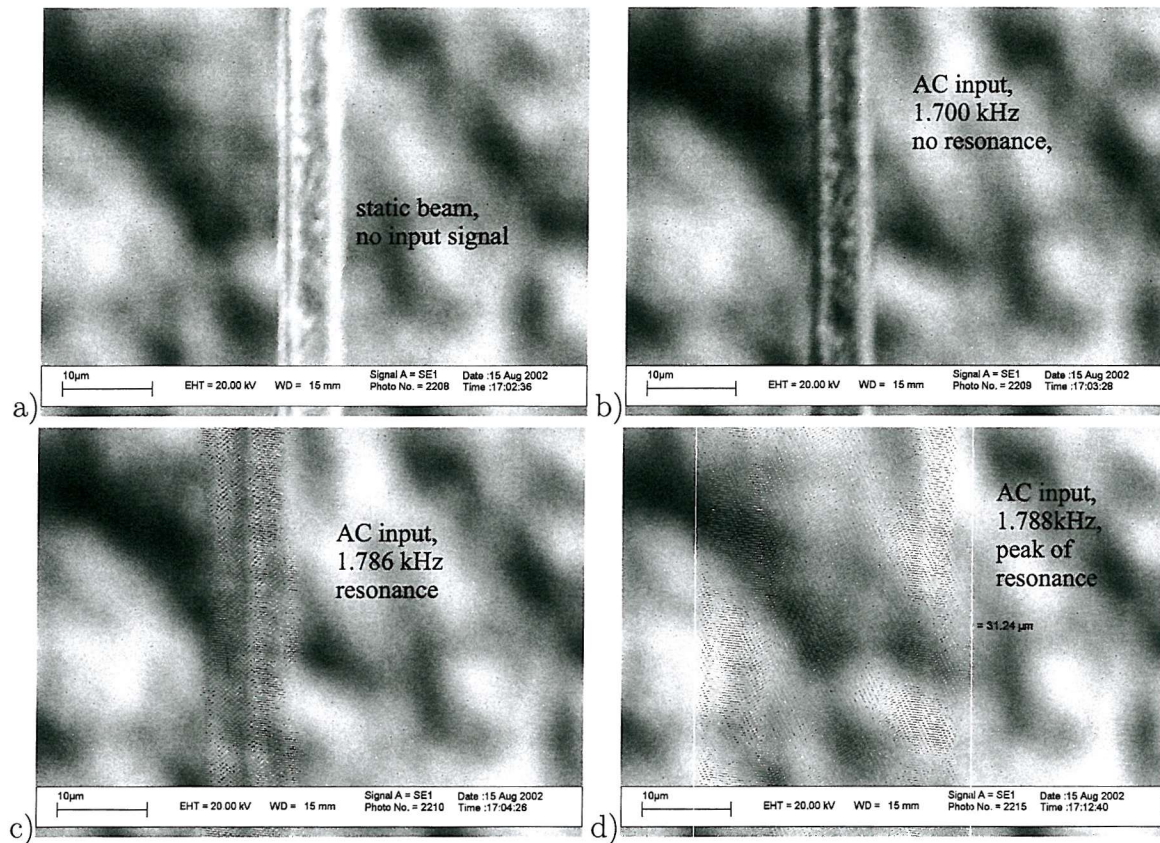 static beam,
no input signal
10µm
EHT = 20.00 kV WD = 15 mm
Signal A = SE1 Date :15 Aug 2002
Photo No. = 2208 Time :17:02:36
a)
AC input,
1.700 kHz
no resonance,
10µm
EHT = 20.00 kV WD = 15 mm
Signal A = SE1 Date :15 Aug 2002
Photo No. = 2209 Time :17:03:28
b)
AC input,
1.786 kHz
resonance
10µm
EHT = 20.00 kV WD = 15 mm
Signal A = SE1 Date :15 Aug 2002
Photo No. = 2210 Time :17:04:26
c)
AC input,
1.788kHz,
peak of
resonance
= 31.24 µm
10µm
EHT = 20.00 kV WD = 15 mm
Signal A = SE1 Date :15 Aug 2002
Photo No. = 2215 Time :17:12:40
d)